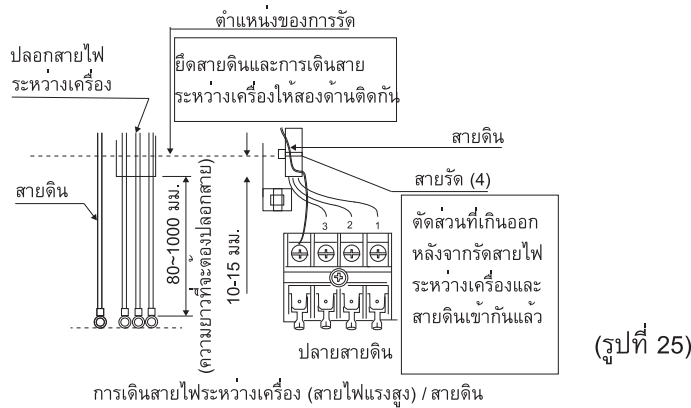 ตำแหน่งของการรัด
ปลอกสายไฟ
ระหว่างเครื่อง
ยึดสายดินและการเดินสาย
ระหว่างเครื่องให้สองด้านติดกัน
สายดิน
สายรัด (4)
สายดิน
80~1000 มม.
(ความยาวที่จะต้องปลอกสาย)
10-15 มม.
3 2 1
ตัดส่วนที่เกินออก
หลังจากรัดสายไฟ
ระหว่างเครื่องและ
สายดินเข้ากันแล้ว
ปลายสายดิน
(รูปที่ 25)
การเดินสายไฟระหว่างเครื่อง (สายไฟแรงสูง) / สายดิน